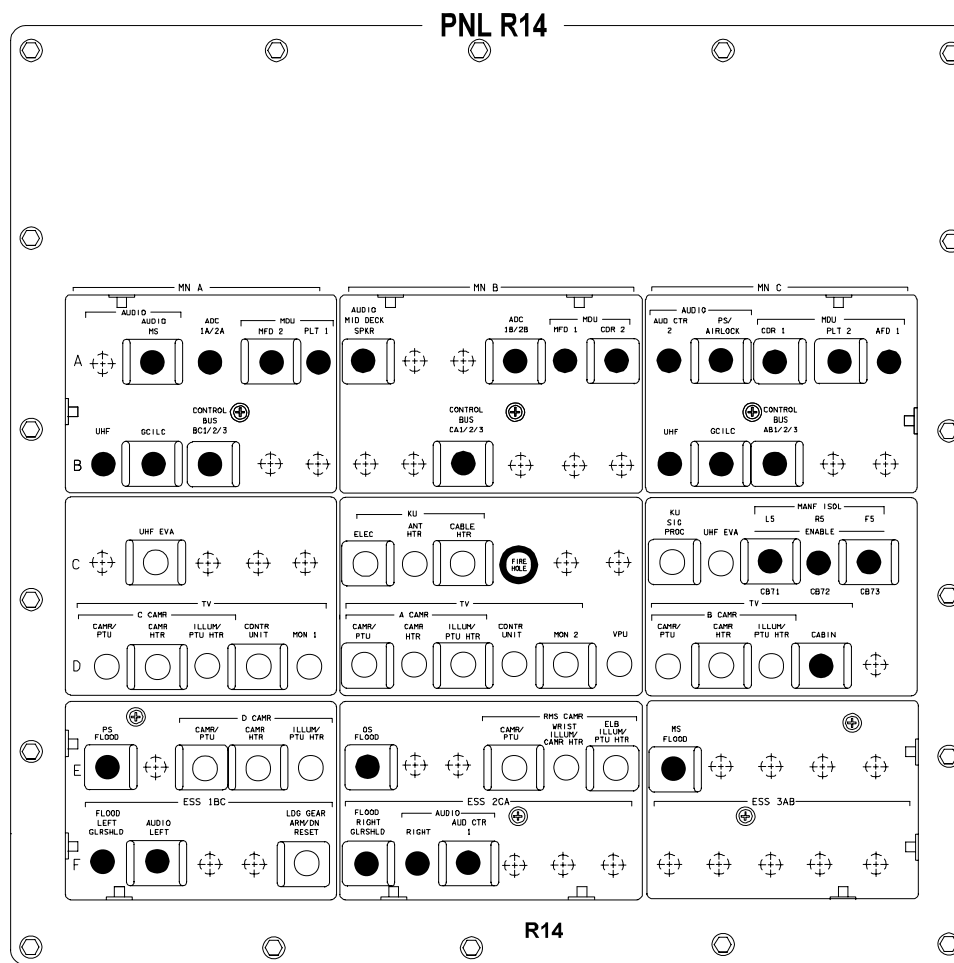 PNL R14
MN A
MN B
MN C
AUDIO
AUDIO
MS
ADC
1A/2A
MDU
MFD 2
PLT 1
AUDIO
MID DECK
SPKR
ADC
1B/2B
MDU
MFD 1
CDR 2
AUDIO
AUD CTR
2
PS/
AIRLOCK
MDU
CDR 1
PLT 2
AFD 1
A
UHF
GCILC
CONTROL
BUS
BC1/2/3
CONTROL
BUS
CA1/2/3
UHF
GCILC
CONTROL
BUS
AB1/2/3
B
UHF EVA
KU
ELEC
ANT
HTR
CABLE
HTR
FIRE
HOLE
KU
SIG
PROC
UHF EVA
MANF ISOL
L5
R5
F5
ENABLE
C
CB71
CB72
CB73
TV
C CAMR
CAMR/
PTU
CAMR
HTR
ILLUM/
PTU HTR
CONTR
UNIT
MON 1
TV
A CAMR
CAMR/
PTU
CAMR
HTR
ILLUM/
PTU HTR
CONTR
UNIT
MON 2
VPU
TV
B CAMR
CAMR/
PTU
CAMR
HTR
ILLUM/
PTU HTR
CABIN
D
PS
FLOOD
D CAMR
CAMR/
PTU
CAMR
HTR
ILLUM/
PTU HTR
OS
FLOOD
RMS CAMR
CAMR/
PTU
WRIST
ILLUM/
CAMR HTR
ELB
ILLUM/
PTU HTR
MS
FLOOD
E
ESS 1BC
ESS 2CA
ESS 3AB
FLOOD
LEFT
GLRSHLD
AUDIO
LEFT
LDG GEAR
ARM/DN
RESET
FLOOD
RIGHT
GLRSHLD
AUDIO
RIGHT
AUD CTR
1
F
R14